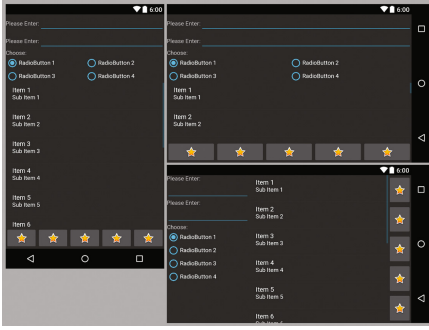 6:00
Please Enter:
Please Enter:
Choose:
RadioButton 1 RadioButton 2
RadioButton 3 RadioButton 4
Item 1
Sub Item 1
Item 2
Sub Item 2
Item 3
Sub Item 3
Item 4
Sub Item 4
Item 5
Sub Item 5
Item 6
6:00
Please Enter:
Please Enter:
Choose:
RadioButton 1 RadioButton 2
RadioButton 3 RadioButton 4
Item 1
Sub Item 1
Item 2
Sub Item 2
6:00
Please Enter:
Please Enter:
Choose:
RadioButton 1
RadioButton 2
RadioButton 3
RadioButton 4
Item 1
Sub Item 1
Item 2
Sub Item 2
Item 3
Sub Item 3
Item 4
Sub Item 4
Item 5
Sub Item 5
Item 6